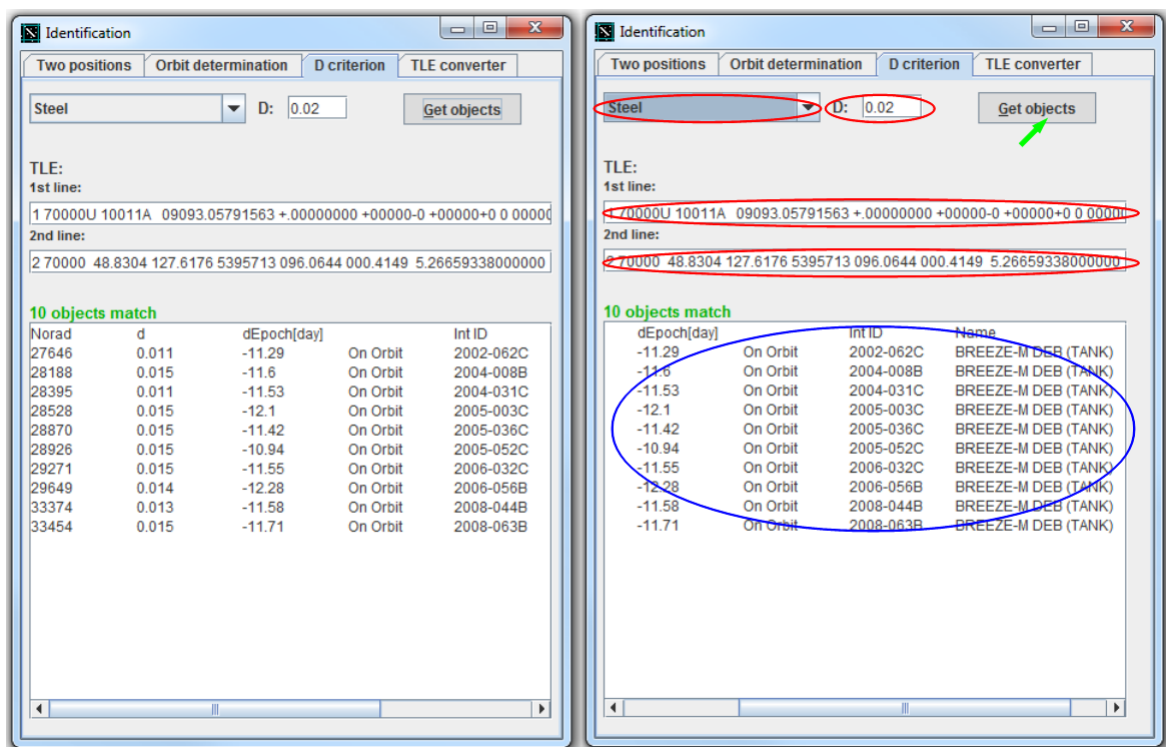 Identification
Two positions Orbit determination D criterion TLE converter
Steel D: 0.02 Get objects
TLE:
1st line:
1 70000U 10011A 09093.05791563 +.00000000 +00000-0 +00000+0 0 00000
2nd line:
2 70000 48.8304 127.6176 5395713 096.0644 000.4149 5.26659338000000
10 objects match
Norad d dEpoch[day] Int ID
27646 0.011 -11.29 On Orbit 2002-062C
28188 0.015 -11.6 On Orbit 2004-008B
28395 0.011 -11.53 On Orbit 2004-031C
28528 0.015 -12.1 On Orbit 2005-003C
28870 0.015 -11.42 On Orbit 2005-036C
28926 0.015 -10.94 On Orbit 2005-052C
29271 0.015 -11.55 On Orbit 2006-032C
29649 0.014 -12.28 On Orbit 2006-056B
33374 0.013 -11.58 On Orbit 2008-044B
33454 0.015 -11.71 On Orbit 2008-063B
Identification
Two positions Orbit determination D criterion TLE converter
Steel D: 0.02 Get objects
TLE:
1st line:
1 70000U 10011A 09093.05791563 +.00000000 +00000-0 +00000+0 0 00000
2nd line:
2 70000 48.8304 127.6176 5395713 096.0644 000.4149 5.26659338000000
10 objects match
dEpoch[day] Int ID Name
-11.29 On Orbit 2002-062C BREEZE-M DEB (TANK)
-11.6 On Orbit 2004-008B BREEZE-M DEB (TANK)
-11.53 On Orbit 2004-031C BREEZE-M DEB (TANK)
-12.1 On Orbit 2005-003C BREEZE-M DEB (TANK)
-11.42 On Orbit 2005-036C BREEZE-M DEB (TANK)
-10.94 On Orbit 2005-052C BREEZE-M DEB (TANK)
-11.55 On Orbit 2006-032C BREEZE-M DEB (TANK)
-12.28 On Orbit 2006-056B BREEZE-M DEB (TANK)
-11.58 On Orbit 2008-044B BREEZE-M DEB (TANK)
-11.71 On Orbit 2008-063B BREEZE-M DEB (TANK)